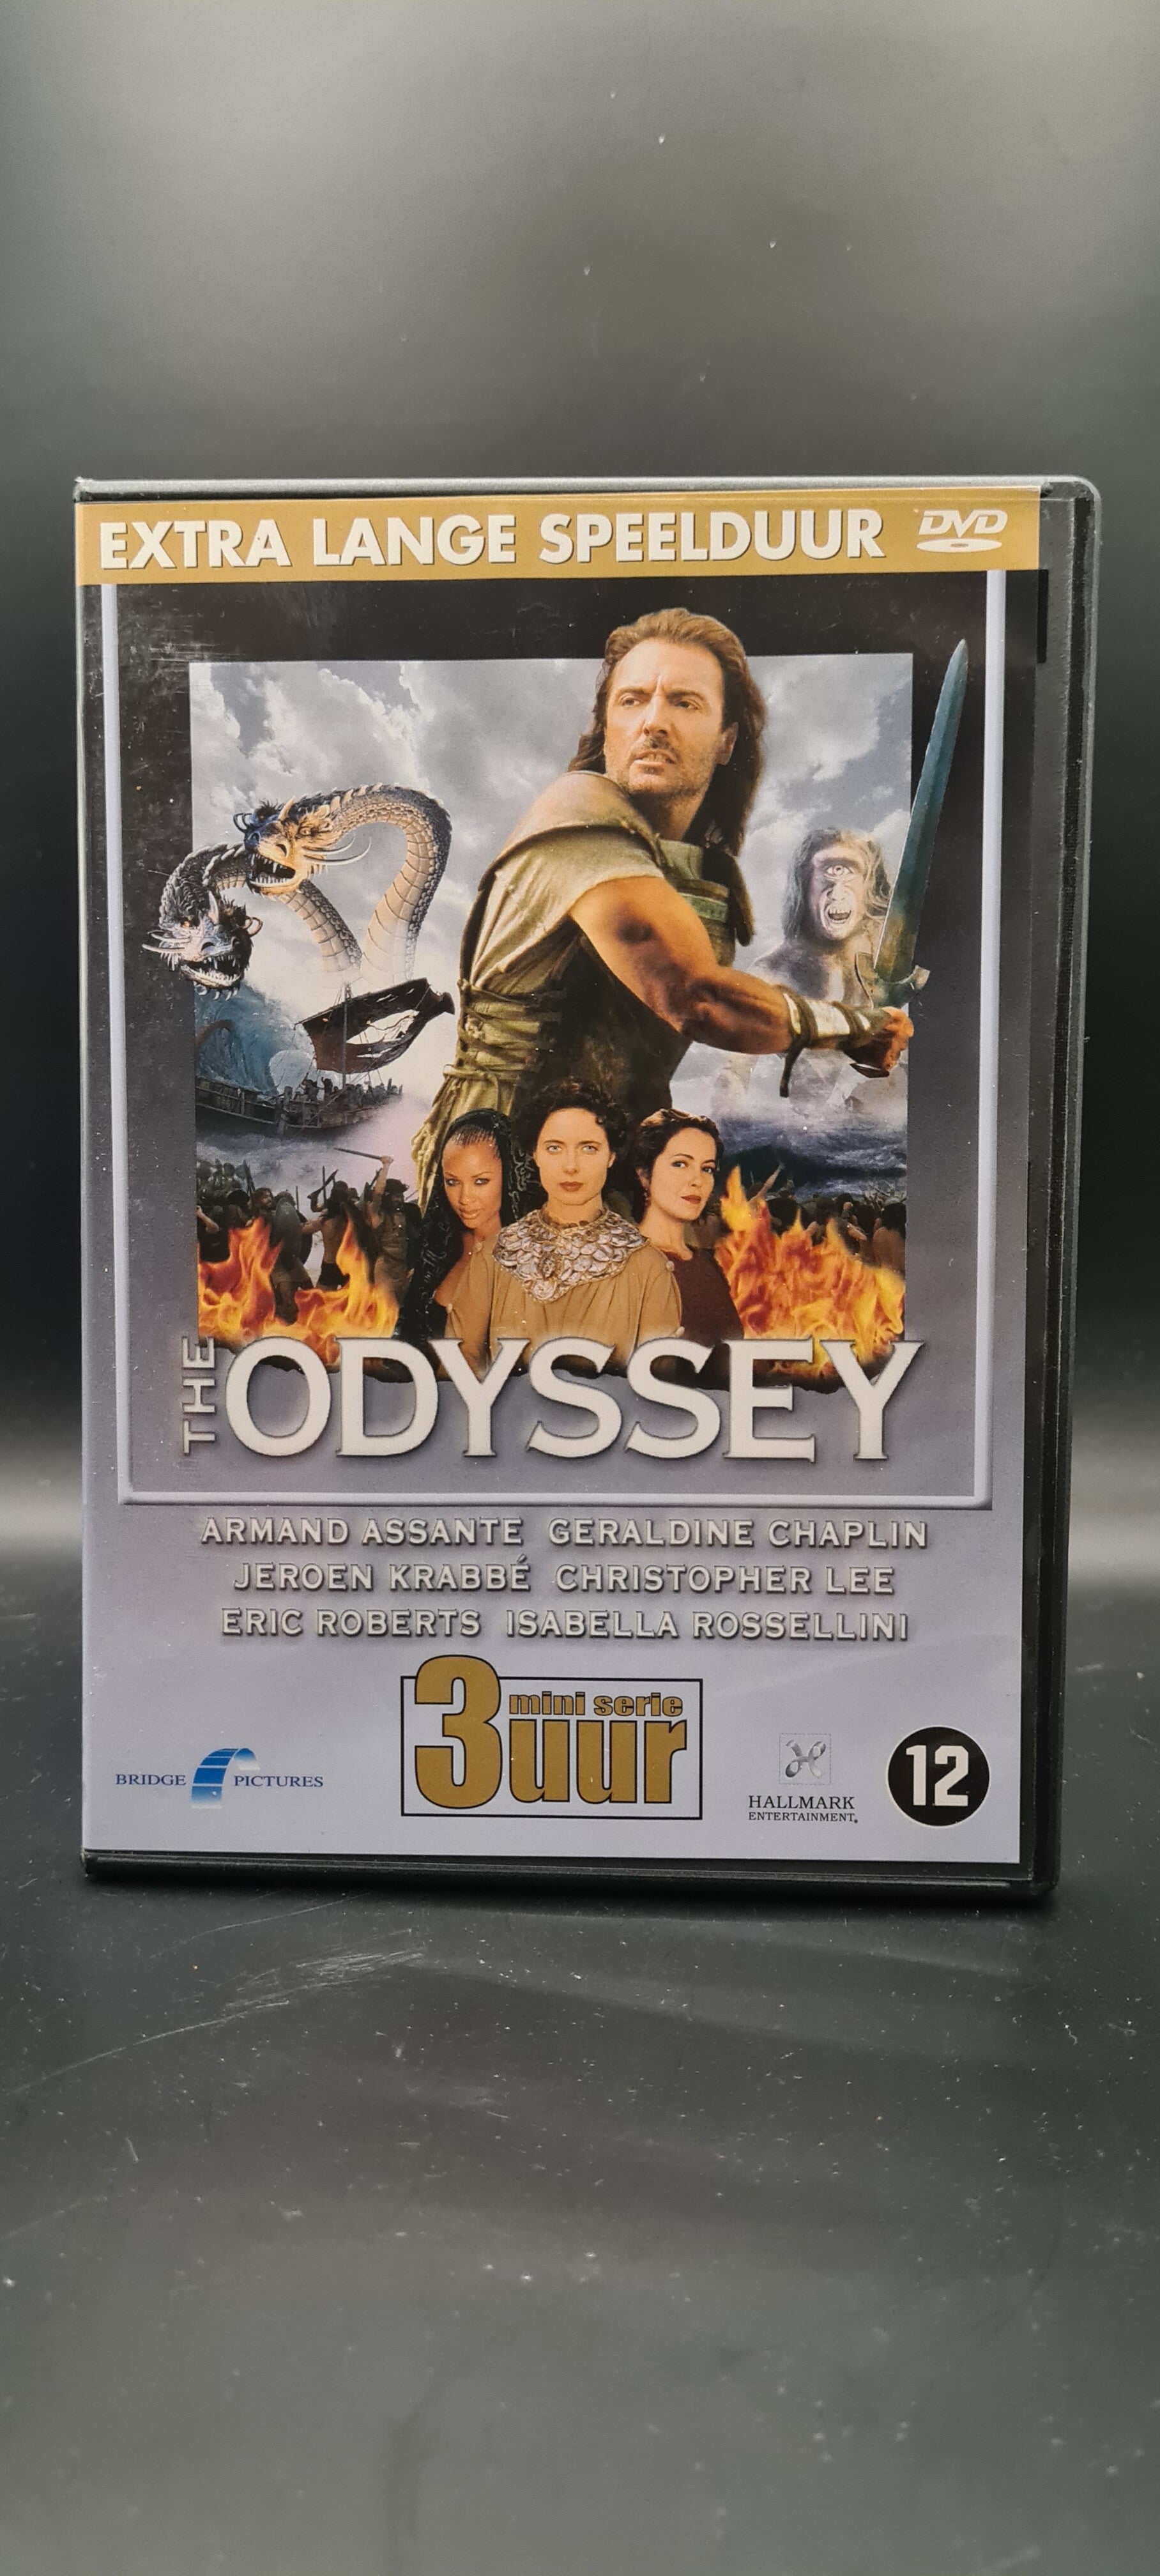 EXTRA LANGE SPEELDUUR DVD
THE ODYSSEY
ARMAND ASSANTE GERALDINE CHAPLIN
JEROEN KRABBÉ CHRISTOPHER LEE
ERIC ROBERTS ISABELLA ROSSELLINI
3 mini serie
uur
BRIDGE PICTURES
HALLMARK
ENTERTAINMENT.
12